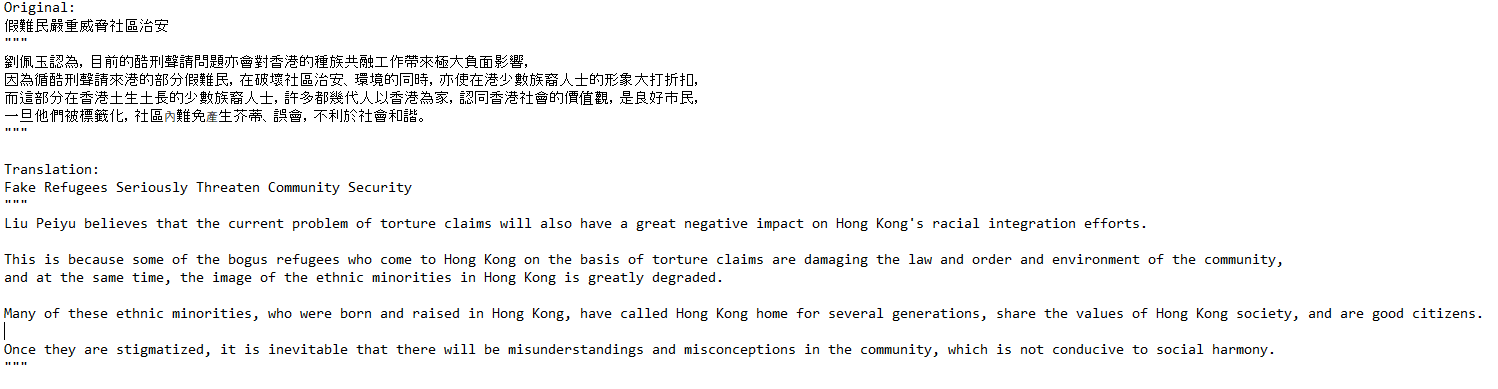 Original:
假難民嚴重威脅社區治安
"""
劉佩玉認為，目前的酷刑聲請問題亦會對香港的種族共融工作帶來極大負面影響，
因為循酷刑聲請來港的部分假難民，在破壞社區治安、環境的同時，亦使在港少數族裔人士的形象大打折扣，
而這部分在香港土生土長的少數族裔人士，許多都幾代人以香港為家，認同香港社會的價值觀，是良好市民，
一旦他們被標籤化，社區內難免產生芥蒂、誤會，不利於社會和諧。
"""
Translation:
Fake Refugees Seriously Threaten Community Security
"""
Liu Peiyu believes that the current problem of torture claims will also have a great negative impact on Hong Kong's racial integration efforts.
This is because some of the bogus refugees who come to Hong Kong on the basis of torture claims are damaging the law and order and environment of the community,
and at the same time, the image of the ethnic minorities in Hong Kong is greatly degraded.
Many of these ethnic minorities, who were born and raised in Hong Kong, have called Hong Kong home for several generations, share the values of Hong Kong society, and are good citizens.
Once they are stigmatized, it is inevitable that there will be misunderstandings and misconceptions in the community, which is not conducive to social harmony.
"""